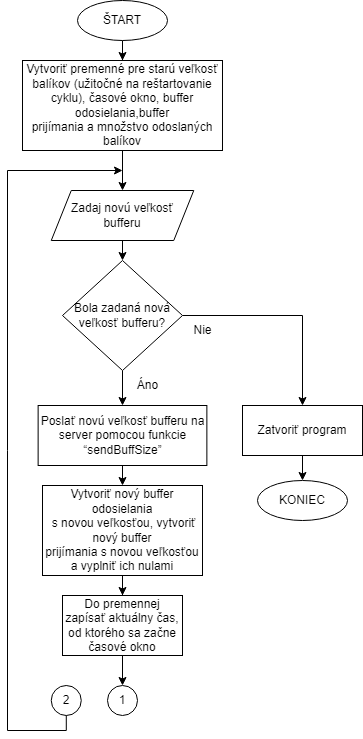 ŠTART
Vytvoriť premenné pre starú veľkosť
balíkov (užitočné na reštartovanie
cyklu), časové okno, buffer
odosielania,buffer
prijímania a množstvo odoslaných
balíkov
Zadaj novú veľkosť
bufferu
Bola zadaná nová
veľkosť bufferu?
Nie
Áno
Poslať novú veľkosť bufferu na
server pomocou funkcie
“sendBuffSize”
Zatvoriť program
Vytvoriť nový buffer
odosielania
s novou veľkosťou, vytvoriť
nový buffer
prijímania s novou veľkosťou
a vyplniť ich nulami
KONIEC
Do premennej
zapísať aktuálny čas,
od ktorého sa začne
časové okno
2
1